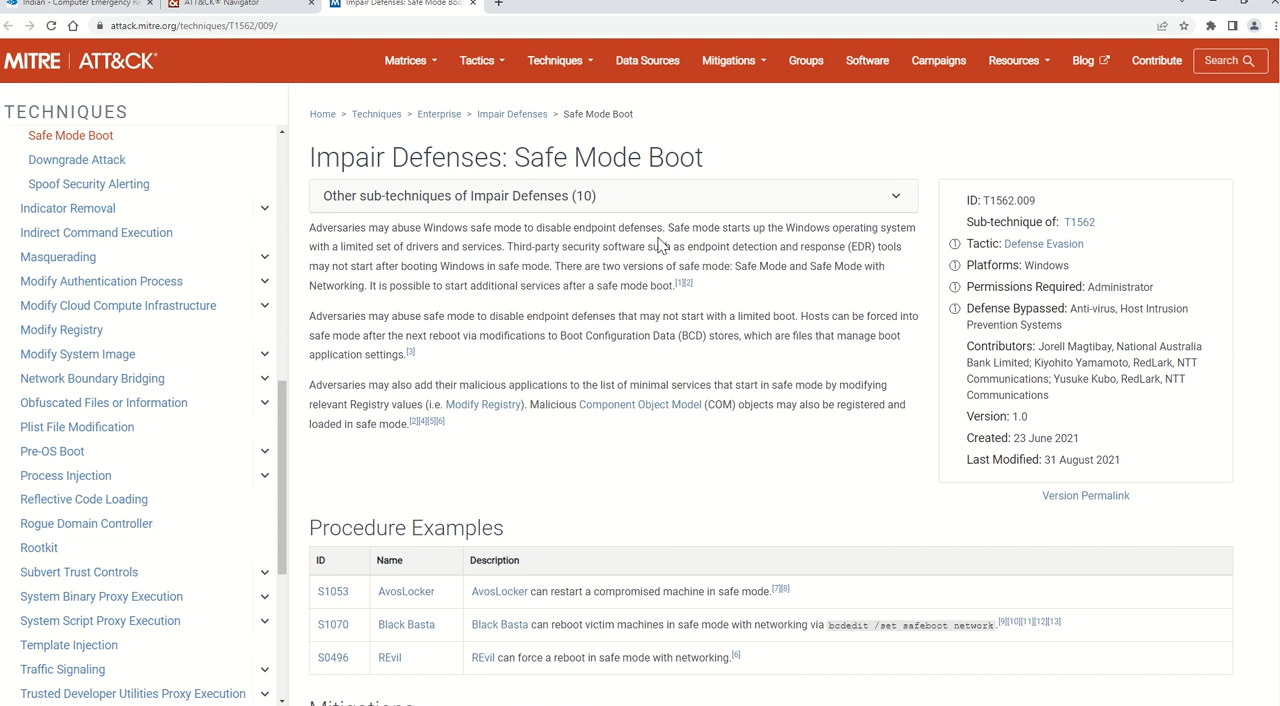 Indian - Computer Emergency Re
ATT&CK® Navigator
Impair Defenses: Safe Mode Boo
attack.mitre.org/techniques/T1562/009/
MITRE | ATT&CK®
Matrices
Tactics
Techniques
Data Sources
Mitigations
Groups
Software
Campaigns
Resources
Blog
Contribute
Search
TECHNIQUES
Safe Mode Boot
Downgrade Attack
Spoof Security Alerting
Indicator Removal
Indirect Command Execution
Masquerading
Modify Authentication Process
Modify Cloud Compute Infrastructure
Modify Registry
Modify System Image
Network Boundary Bridging
Obfuscated Files or Information
Plist File Modification
Pre-OS Boot
Process Injection
Reflective Code Loading
Rogue Domain Controller
Rootkit
Subvert Trust Controls
System Binary Proxy Execution
System Script Proxy Execution
Template Injection
Traffic Signaling
Trusted Developer Utilities Proxy Execution
Home > Techniques > Enterprise > Impair Defenses > Safe Mode Boot
Impair Defenses: Safe Mode Boot
Other sub-techniques of Impair Defenses (10)
Adversaries may abuse Windows safe mode to disable endpoint defenses. Safe mode starts up the Windows operating system
with a limited set of drivers and services. Third-party security software such as endpoint detection and response (EDR) tools
may not start after booting Windows in safe mode. There are two versions of safe mode: Safe Mode and Safe Mode with
Networking. It is possible to start additional services after a safe mode boot.[1][2]
Adversaries may abuse safe mode to disable endpoint defenses that may not start with a limited boot. Hosts can be forced into
safe mode after the next reboot via modifications to Boot Configuration Data (BCD) stores, which are files that manage boot
application settings.[3]
Adversaries may also add their malicious applications to the list of minimal services that start in safe mode by modifying
relevant Registry values (i.e. Modify Registry). Malicious Component Object Model (COM) objects may also be registered and
loaded in safe mode.[2][4][5][6]
ID: T1562.009
Sub-technique of: T1562
Tactic: Defense Evasion
Platforms: Windows
Permissions Required: Administrator
Defense Bypassed: Anti-virus, Host Intrusion
Prevention Systems
Contributors: Jorell Magtibay, National Australia
Bank Limited; Kiyohito Yamamoto, RedLark, NTT
Communications; Yusuke Kubo, RedLark, NTT
Communications
Version: 1.0
Created: 23 June 2021
Last Modified: 31 August 2021
Version Permalink
Procedure Examples
ID Name Description
S1053 AvosLocker AvosLocker can restart a compromised machine in safe mode.[7][8]
S1070 Black Basta Black Basta can reboot victim machines in safe mode with networking via bcdedit /set safeboot network.[9][10][11][12][13]
S0496 REvil REvil can force a reboot in safe mode with networking.[6]
Mitigations